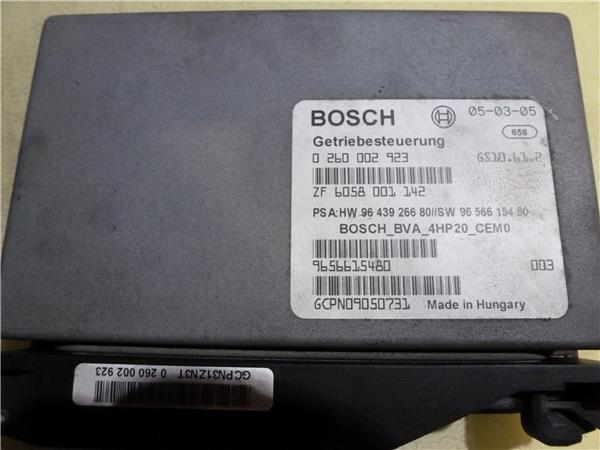 BOSCH 05-03-05
658
Getriebesteuerung
0 260 002 923 GS10.61.2
ZF 6058 001 142
PSA:HW 96 439 266 80//SW 96 566 154 80
BOSCH_BVA_4HP20_CEM0
9656615480 003
GCPN09050731 Made in Hungary
GCPN31ZN3T 0 260 002 923